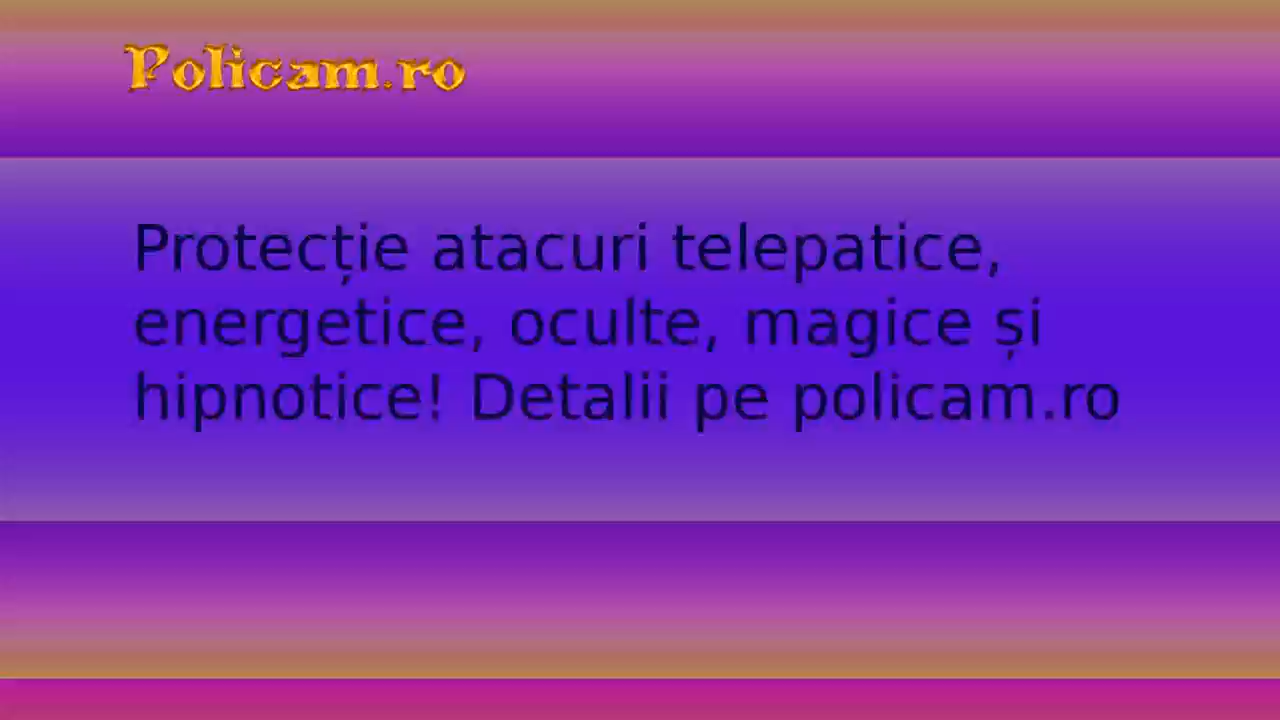 Policam.ro
Protecție atacuri telepatice,
energetice, oculte, magice și
hipnotice! Detalii pe policam.ro